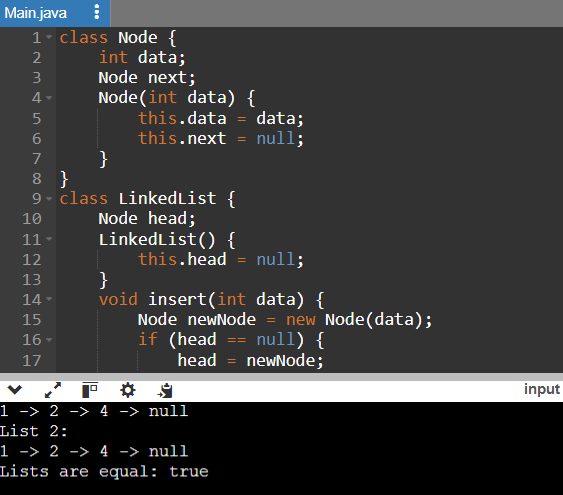 Main.java
1 class Node {
2     int data;
3     Node next;
4     Node(int data) {
5         this.data = data;
6         this.next = null;
7     }
8 }
9 class LinkedList {
10     Node head;
11     LinkedList() {
12         this.head = null;
13     }
14     void insert(int data) {
15         Node newNode = new Node(data);
16         if (head == null) {
17             head = newNode;
input
1 -> 2 -> 4 -> null
List 2:
1 -> 2 -> 4 -> null
Lists are equal: true